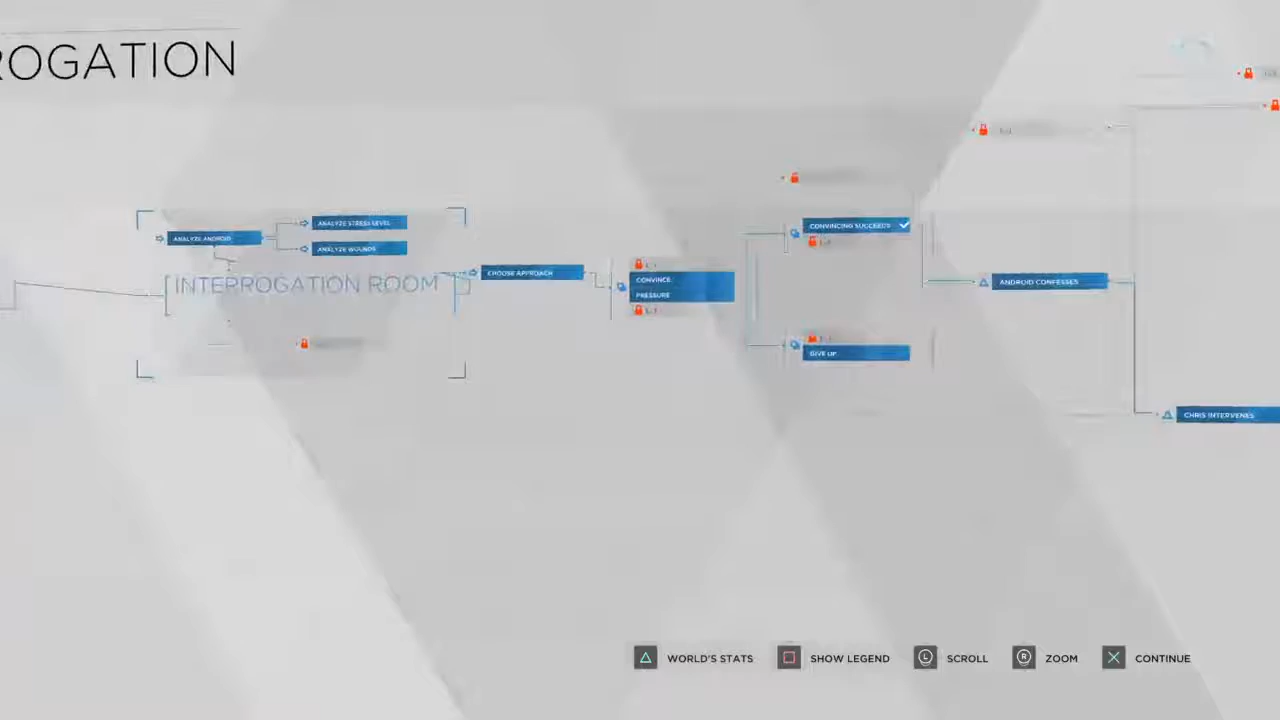 ROGATION
ANALYZE STRESS LEVEL
ANALYZE ANDROID
ANALYZE WOUNDS
INTERROGATION ROOM
CHOOSE APPROACH
CONVINCE
PRESSURE
CONVINCING SUCCEEDS
GIVE UP
ANDROID CONFESSES
CHRIS INTERVENES
WORLD'S STATS
SHOW LEGEND
L SCROLL
R ZOOM
CONTINUE